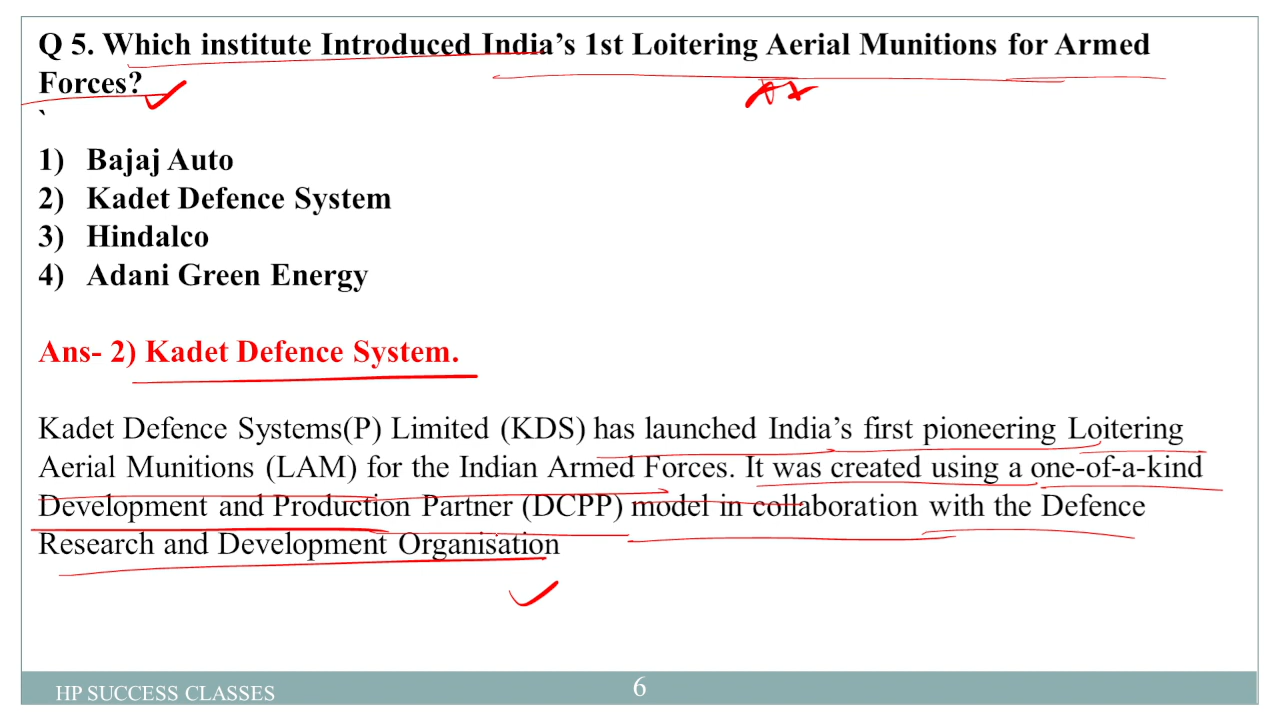 Q 5. Which institute Introduced India's 1st Loitering Aerial Munitions for Armed
Forces?
`
1) Bajaj Auto
2) Kadet Defence System
3) Hindalco
4) Adani Green Energy
Ans- 2) Kadet Defence System.
Kadet Defence Systems(P) Limited (KDS) has launched India's first pioneering Loitering
Aerial Munitions (LAM) for the Indian Armed Forces. It was created using a one-of-a-kind
Development and Production Partner (DCPP) model in collaboration with the Defence
Research and Development Organisation
HP SUCCESS CLASSES
6